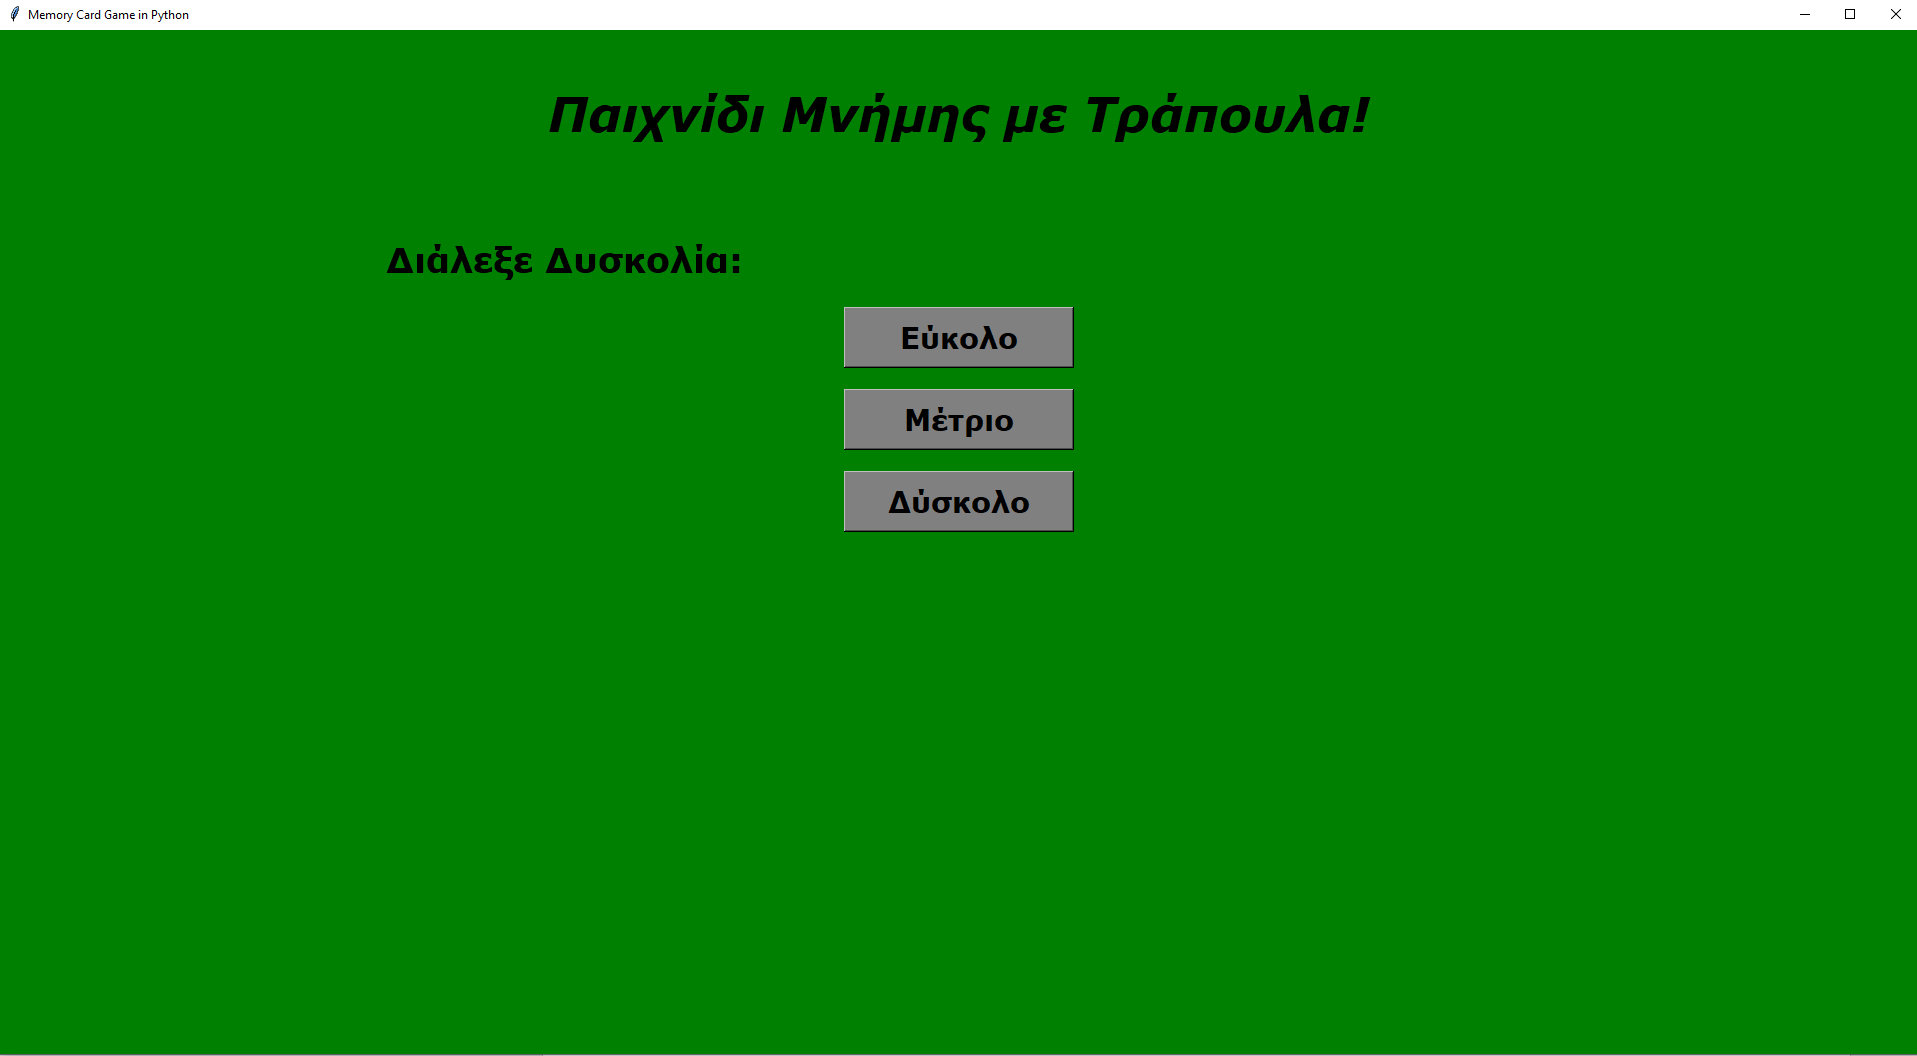 Memory Card Game in Python
Παιχνίδι Μνήμης με Τράπουλα!
Διάλεξε Δυσκολία:
Εύκολο
Μέτριο
Δύσκολο